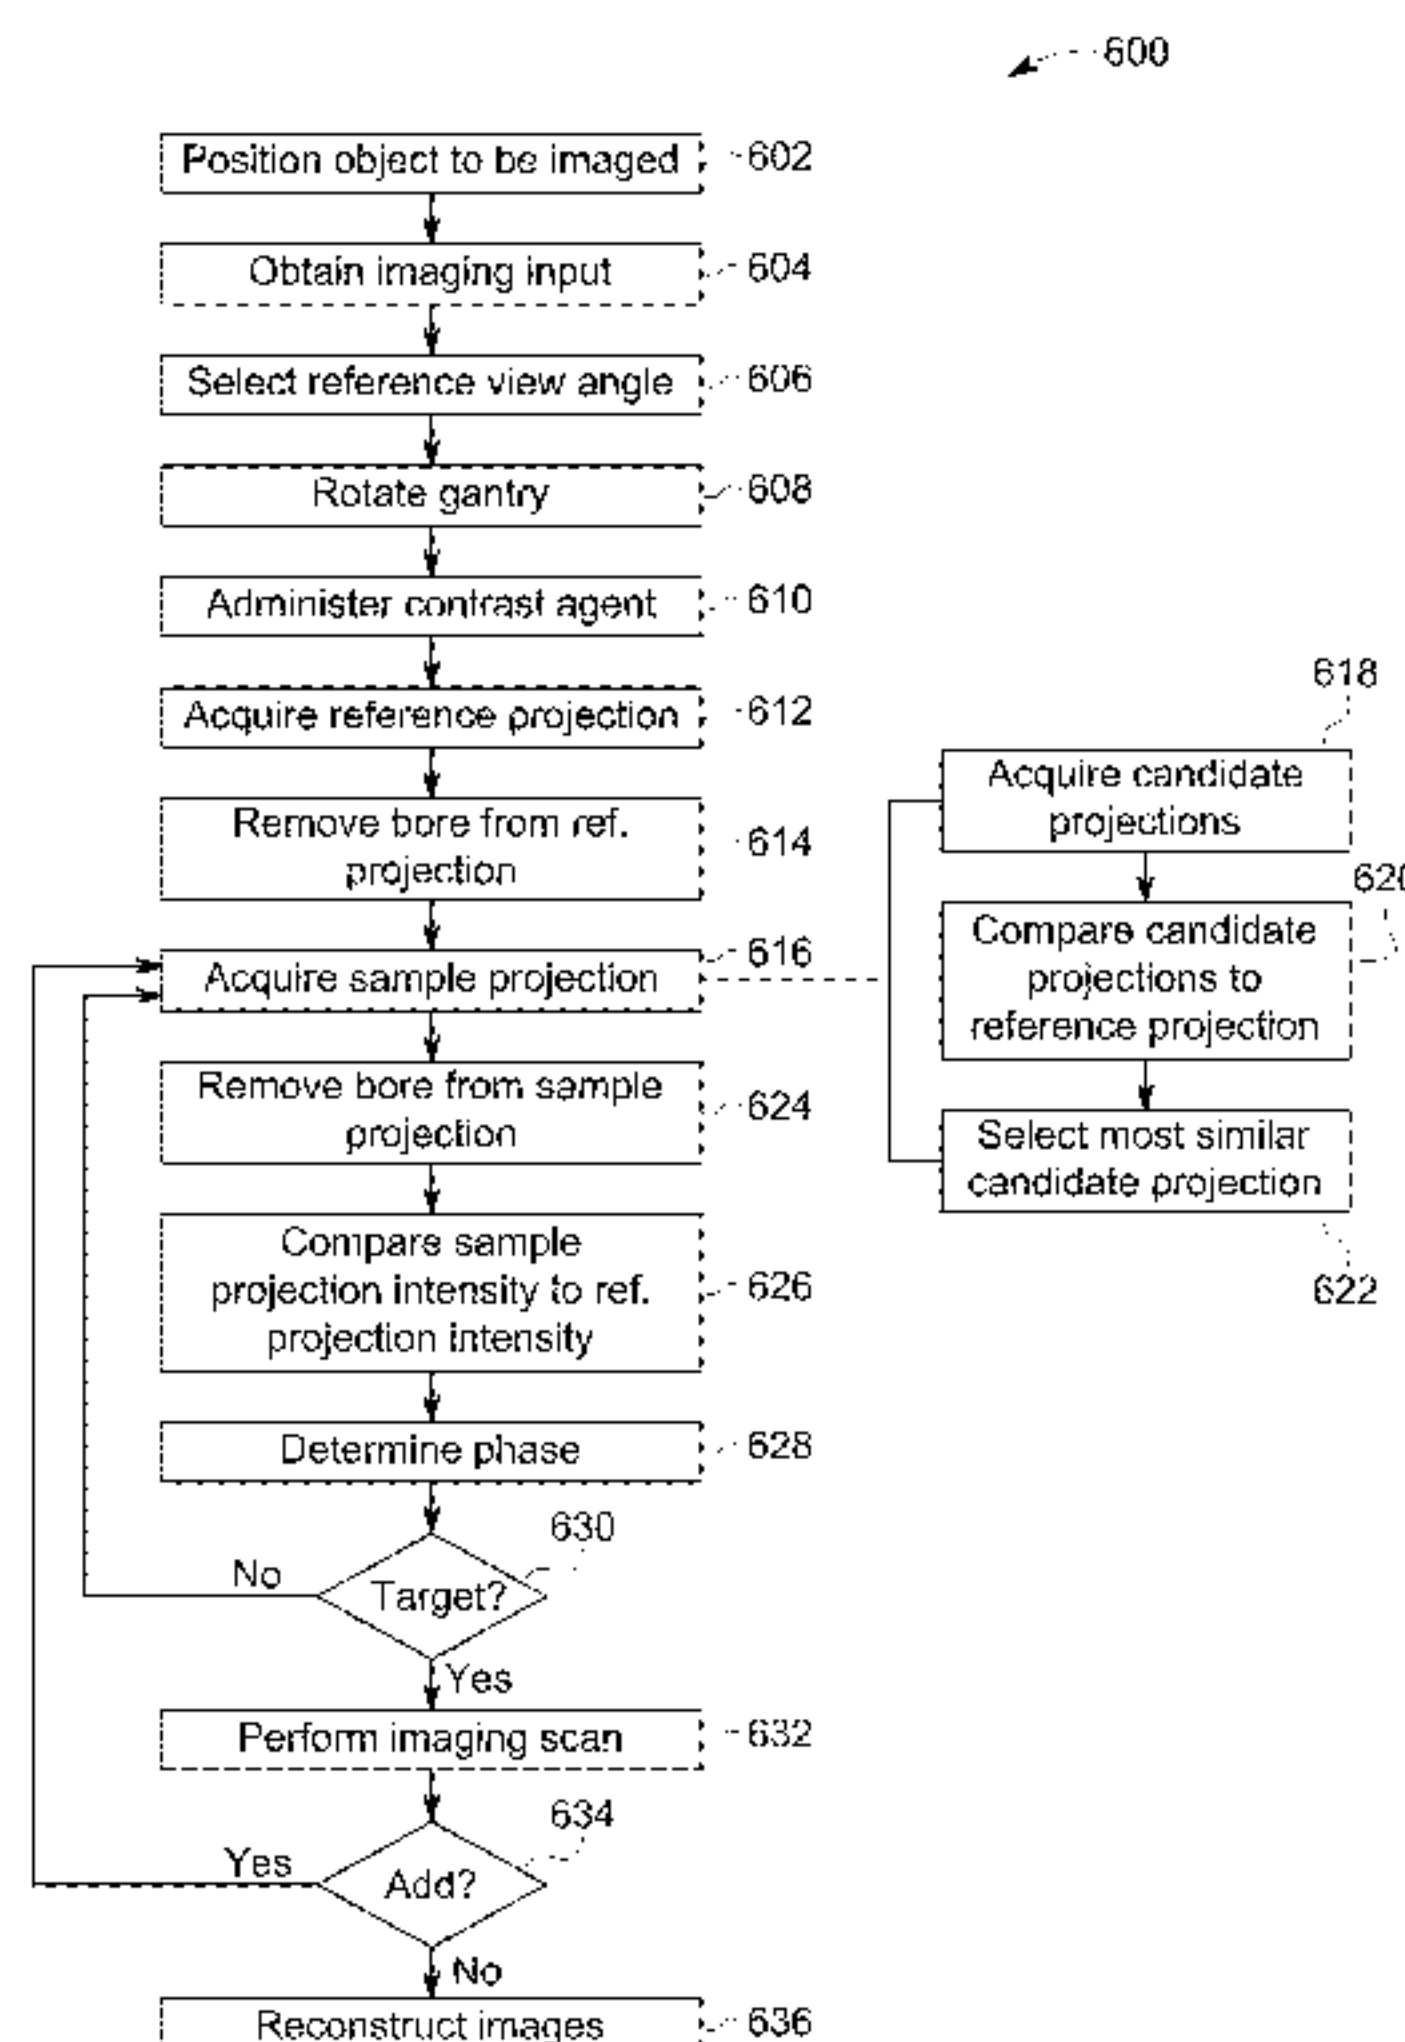 600
Position object to be imaged
602
Obtain imaging input
604
Select reference view angle
606
Rotate gantry
608
Administer contrast agent
610
Acquire reference projection
612
Remove bore from ref.
projection
614
Acquire sample projection
616
618
Acquire candidate
projections
620
Compare candidate
projections to
reference projection
Select most similar
candidate projection
622
Remove bore from sample
projection
624
Compare sample
projection intensity to ref.
projection intensity
626
Determine phase
628
630
Target?
No
Yes
Perform imaging scan
632
634
Add?
Yes
No
Reconstruct images
636